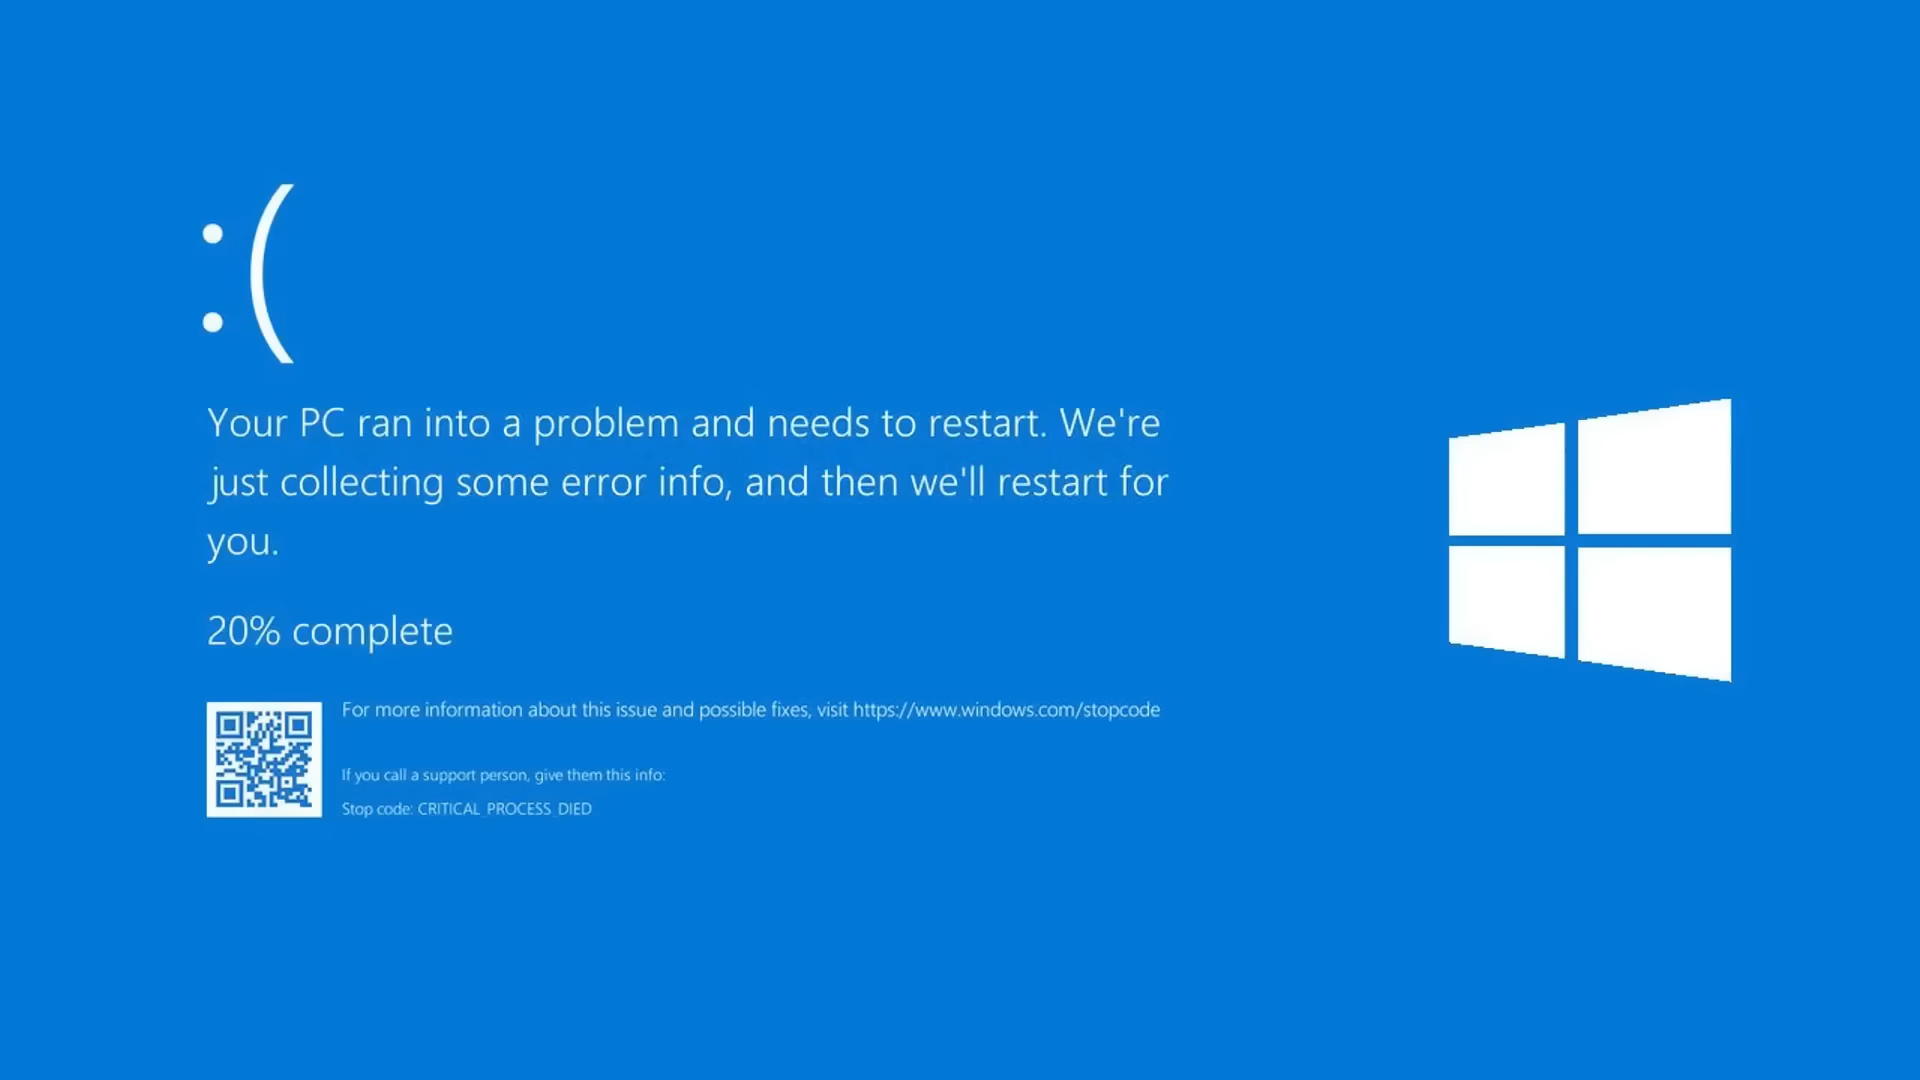 :(
Your PC ran into a problem and needs to restart. We're
just collecting some error info, and then we'll restart for
you.
20% complete
For more information about this issue and possible fixes, visit https://www.windows.com/stopcode
If you call a support person, give them this info:
Stop code: CRITICAL_PROCESS_DIED